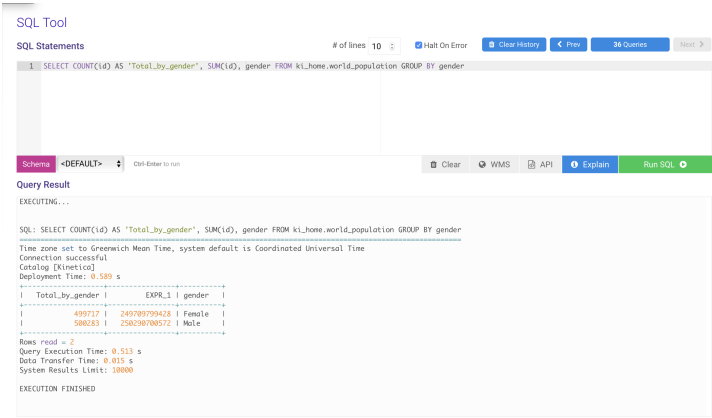 SQL Tool
SQL Statements
# of lines 10 Halt On Error Clear History Prev 36 Queries Next
1 SELECT COUNT(id) AS 'Total_by_gender', SUM(id), gender FROM ki_home.world_population GROUP BY gender
Schema <DEFAULT> Ctrl-Enter to run Clear WMS API Explain Run SQL
Query Result
EXECUTING...
SQL: SELECT COUNT(id) AS 'Total_by_gender', SUM(id), gender FROM ki_home.world_population GROUP BY gender
================================================================================
Time zone set to Greenwich Mean Time, system default is Coordinated Universal Time
Connection successful
Catalog [Kinetica]
Deployment Time: 0.589 s
+-----------------+--------------+--------+
| Total_by_gender | EXPR_1 | gender |
+-----------------+--------------+--------+
| 499717 | 249709799428 | Female |
| 500283 | 250290700572 | Male |
+-----------------+--------------+--------+
Rows read = 2
Query Execution Time: 0.513 s
Data Transfer Time: 0.015 s
System Results Limit: 10000
EXECUTION FINISHED